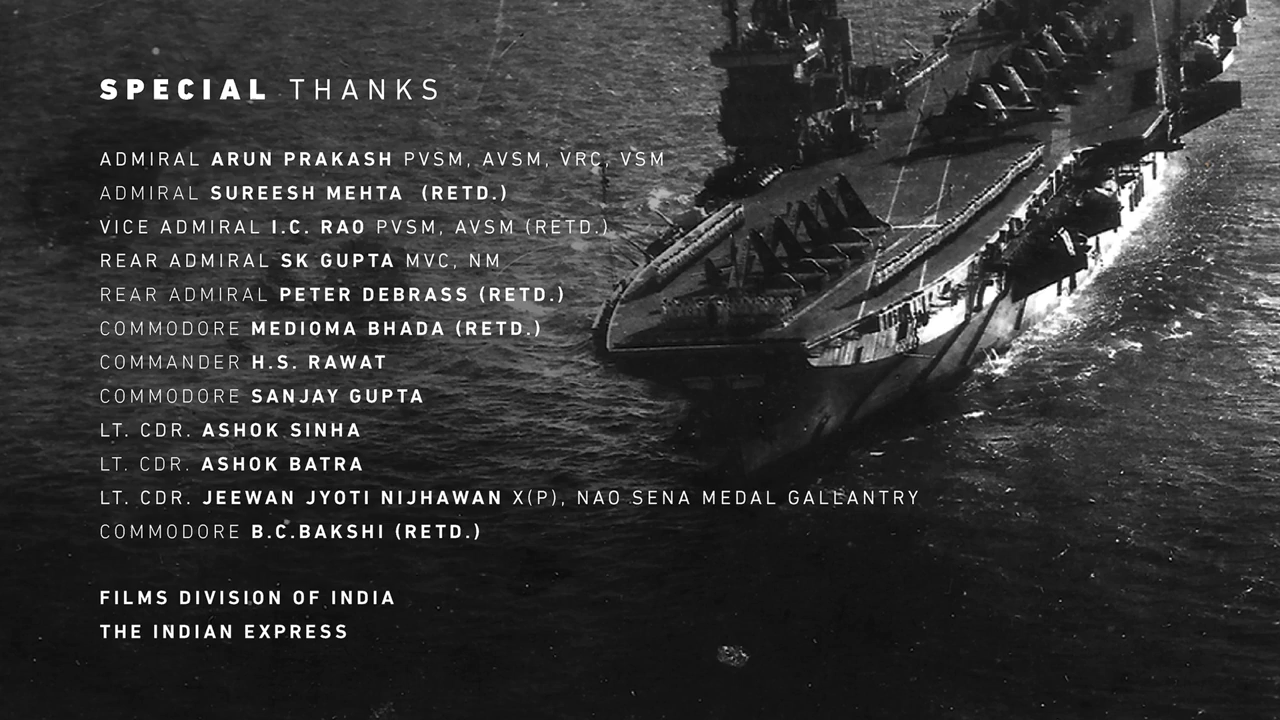 SPECIAL THANKS
ADMIRAL ARUN PRAKASH PVSM, AVSM, VRC, VSM
ADMIRAL SUREESH MEHTA (RETD.)
VICE ADMIRAL I.C. RAO PVSM, AVSM (RETD.)
REAR ADMIRAL SK GUPTA MVC, NM
REAR ADMIRAL PETER DEBRASS (RETD.)
COMMODORE MEDIOMA BHADA (RETD.)
COMMANDER H.S. RAWAT
COMMODORE SANJAY GUPTA
LT. CDR. ASHOK SINHA
LT. CDR. ASHOK BATRA
LT. CDR. JEEWAN JYOTI NIJHAWAN X(P), NAO SENA MEDAL GALLANTRY
COMMODORE B.C.BAKSHI (RETD.)
FILMS DIVISION OF INDIA
THE INDIAN EXPRESS